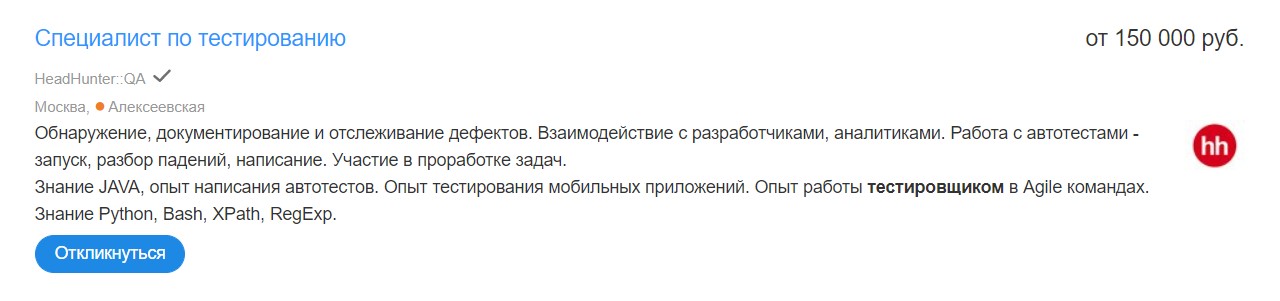 Специалист по тестированию
от 150 000 руб.
HeadHunter::QA
Москва, Алексеевская
Обнаружение, документирование и отслеживание дефектов. Взаимодействие с разработчиками, аналитиками. Работа с автотестами -
запуск, разбор падений, написание. Участие в проработке задач.
hh
Знание JAVA, опыт написания автотестов. Опыт тестирования мобильных приложений. Опыт работы тестировщиком в Agile командах.
Знание Python, Bash, XPath, RegExp.
Откликнуться